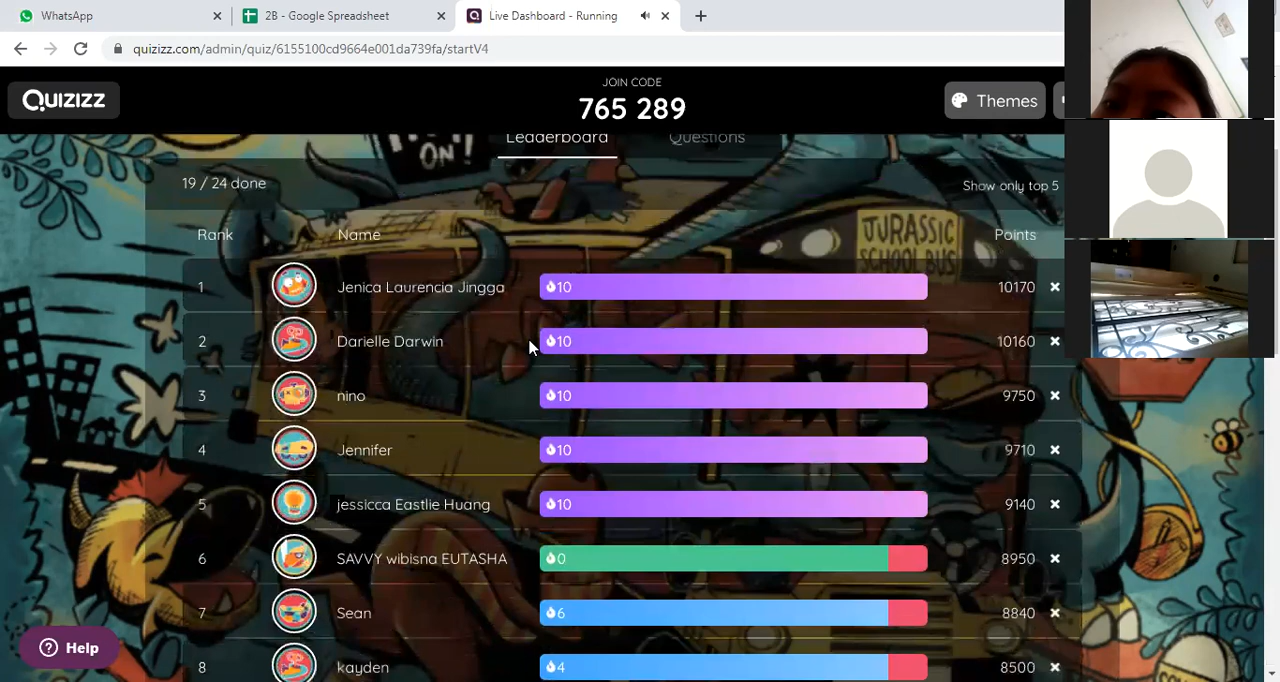 WhatsApp
2B - Google Spreadsheet
Live Dashboard - Running
quizizz.com/admin/quiz/6155100cd9664e001da739fa/startV4
Quizizz
JOIN CODE
765 289
Themes
ON!
Leaderboard
Questions
19 / 24 done
Show only top 5
JURASSIC
SCHOOL BUS
Rank
Name
Points
1 Jenica Laurencia Jingga 10 10170
2 Darielle Darwin 10 10160
3 nino 10 9750
4 Jennifer 10 9710
5 jessicca Eastlie Huang 10 9140
6 SAVVY wibisna EUTASHA 0 8950
7 Sean 6 8840
8 kayden 4 8500
Help